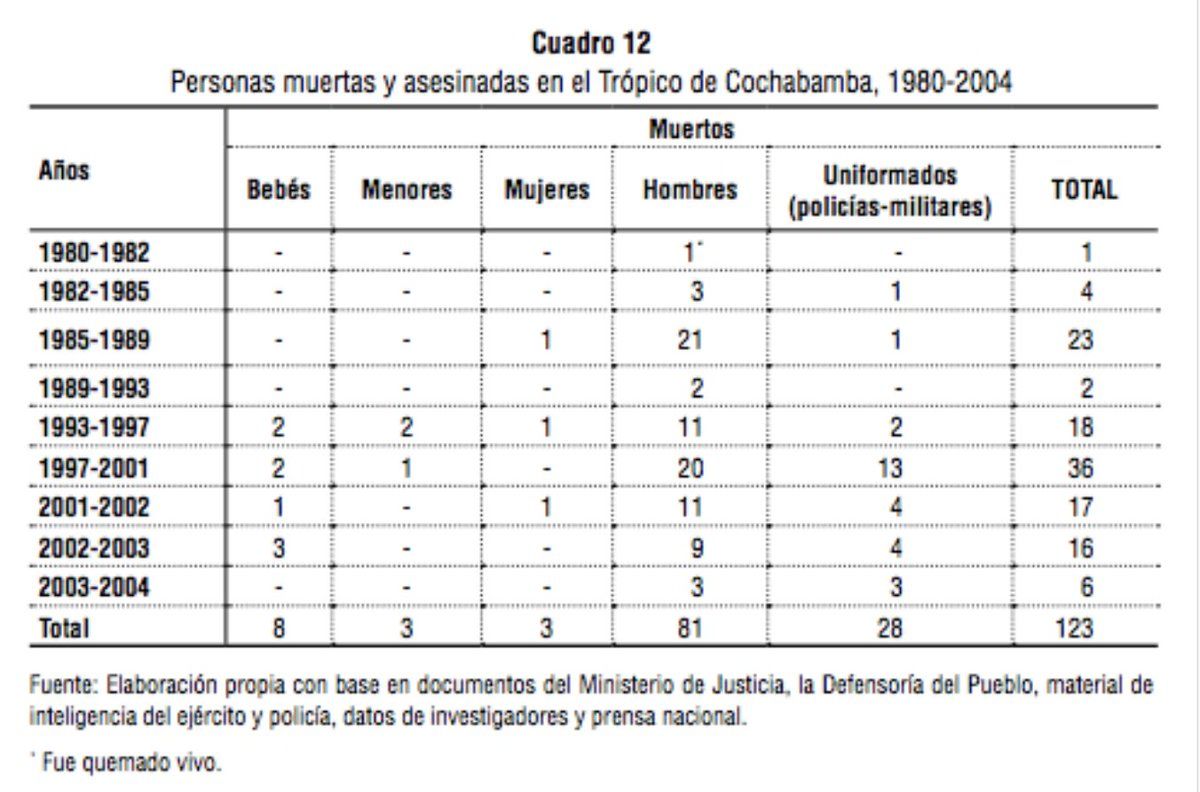 Cuadro 12
Personas muertas y asesinadas en el Trópico de Cochabamba, 1980-2004
Muertos
Años
Bebés Menores Mujeres Hombres Uniformados (policías-militares) TOTAL
1980-1982 - - - 1* - 1
1982-1985 - - - 3 1 4
1985-1989 - - 1 21 1 23
1989-1993 - - - 2 - 2
1993-1997 2 2 1 11 2 18
1997-2001 2 1 - 20 13 36
2001-2002 1 - 1 11 4 17
2002-2003 3 - - 9 4 16
2003-2004 - - - 3 3 6
Total 8 3 3 81 28 123
Fuente: Elaboración propia con base en documentos del Ministerio de Justicia, la Defensoría del Pueblo, material de
inteligencia del ejército y policía, datos de investigadores y prensa nacional.
* Fue quemado vivo.